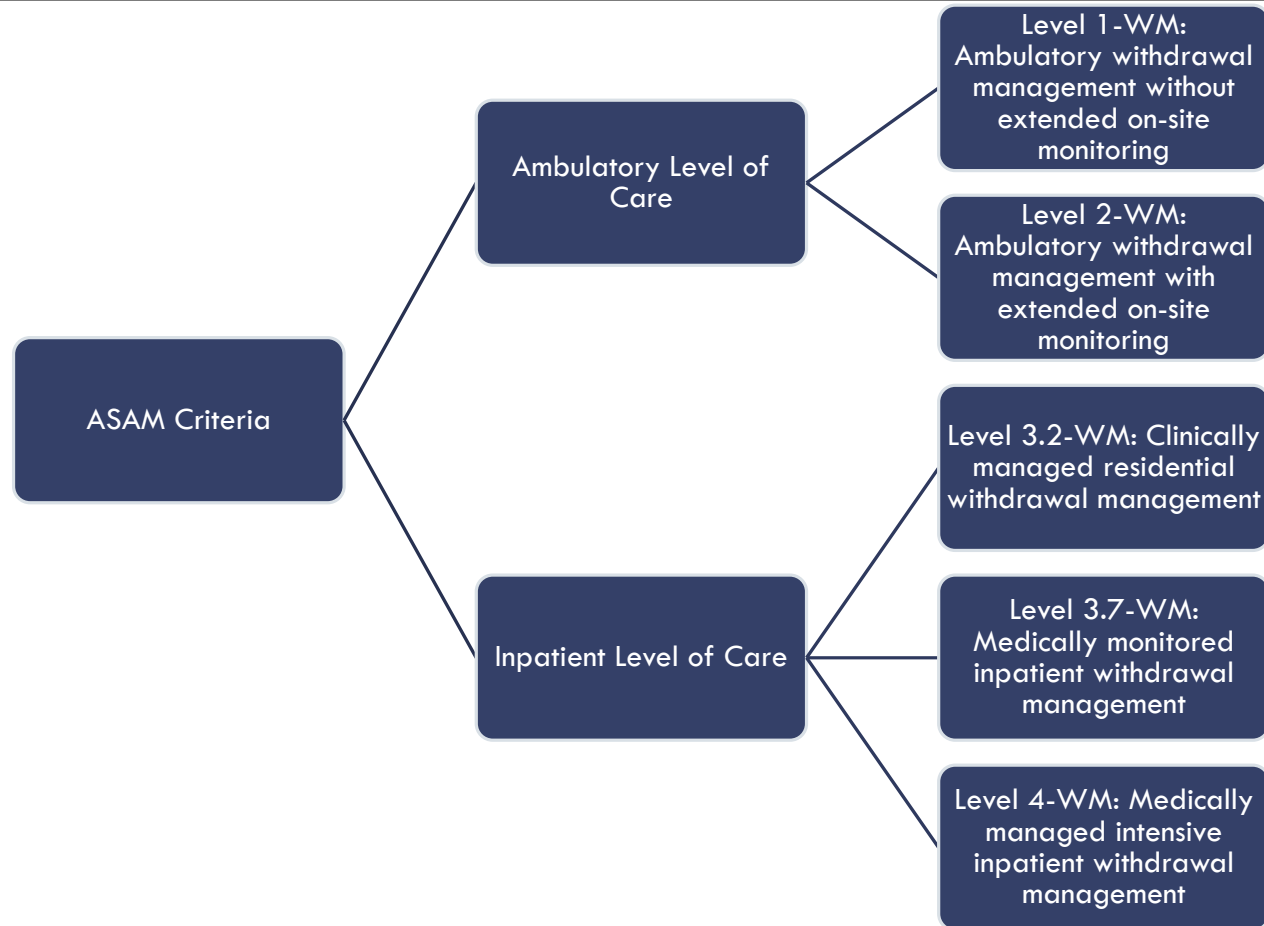 ASAM Criteria
Ambulatory Level of
Care
Level 1-WM:
Ambulatory withdrawal
management without
extended on-site
monitoring
Level 2-WM:
Ambulatory withdrawal
management with
extended on-site
monitoring
Inpatient Level of Care
Level 3.2-WM: Clinically
managed residential
withdrawal management
Level 3.7-WM:
Medically monitored
inpatient withdrawal
management
Level 4-WM: Medically
managed intensive
inpatient withdrawal
management